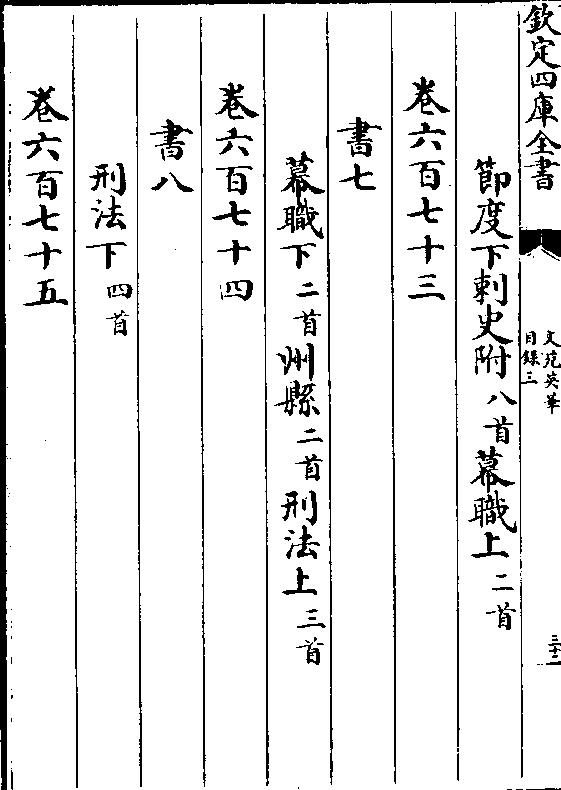 欽定四庫全書
文苑英華
目録三
三十二
節度下刺史附八首幕職上二首
卷六百七十三
書七
幕職下二首州縣二首刑法上三首
卷六百七十四
書八
刑法下四首
卷六百七十五